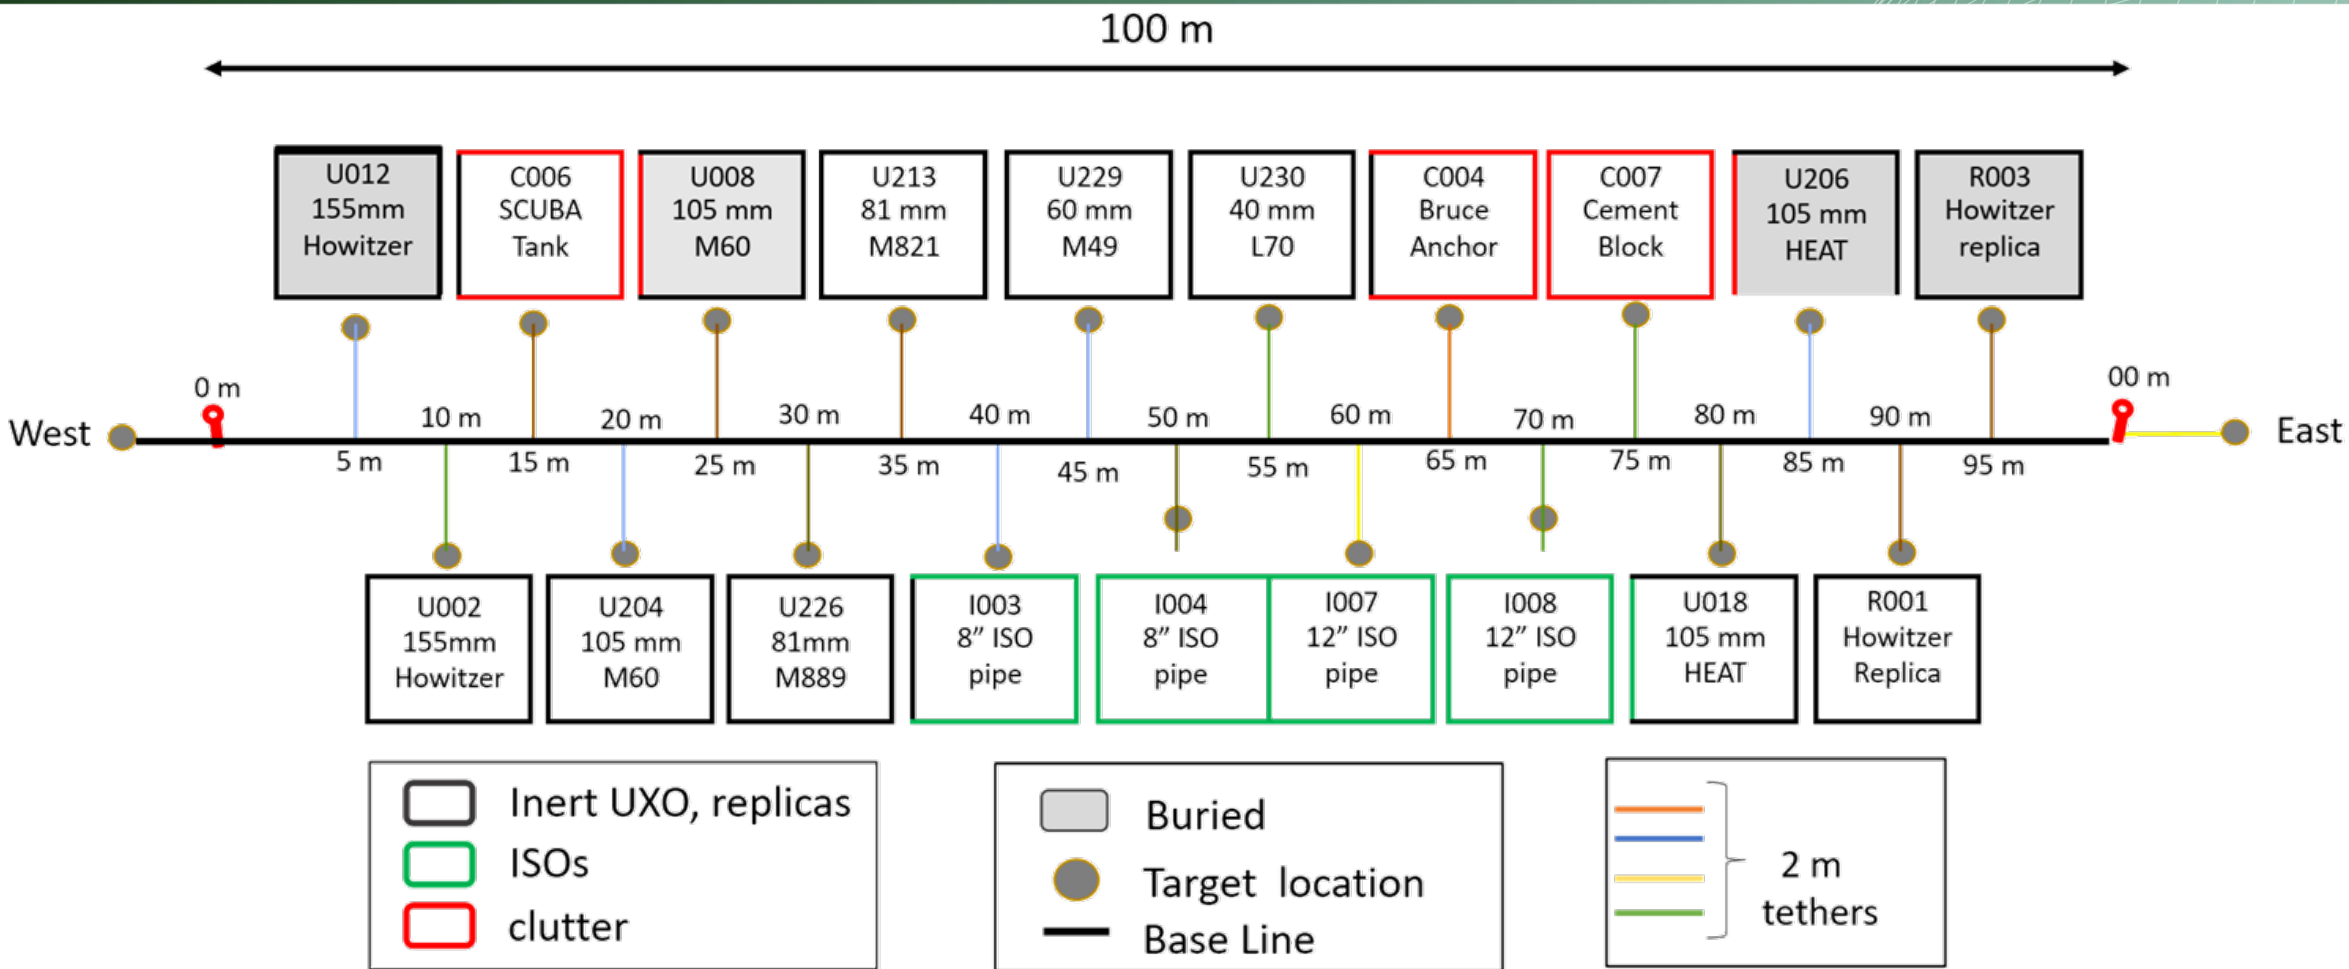 100 m
U012
155mm
Howitzer
C006
SCUBA
Tank
U008
105 mm
M60
U213
81 mm
M821
U229
60 mm
M49
U230
40 mm
L70
C004
Bruce
Anchor
C007
Cement
Block
U206
105 mm
HEAT
R003
Howitzer
replica
0 m
00 m
West
10 m
20 m
30 m
40 m
50 m
60 m
70 m
80 m
90 m
East
5 m
15 m
25 m
35 m
45 m
55 m
65 m
75 m
85 m
95 m
U002
155mm
Howitzer
U204
105 mm
M60
U226
81mm
M889
I003
8” ISO
pipe
I004
8” ISO
pipe
I007
12” ISO
pipe
I008
12” ISO
pipe
U018
105 mm
HEAT
R001
Howitzer
Replica
Inert UXO, replicas
ISOs
clutter
Buried
Target location
Base Line
2 m
tethers